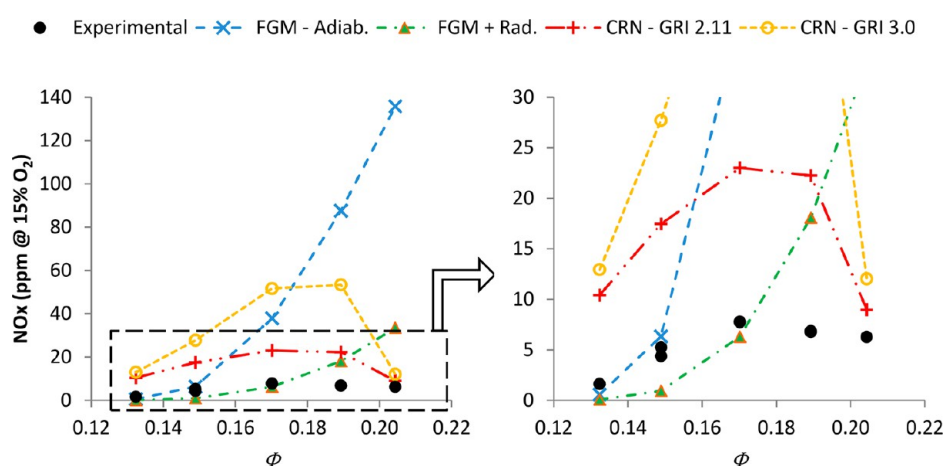 Experimental FGM - Adiab. FGM + Rad. CRN - GRI 2.11 CRN - GRI 3.0
NOx (ppm @ 15% O₂)
140
120
100
80
60
40
20
0
0.12 0.14 0.16 0.18 0.20 0.22
Φ
30
25
20
15
10
5
0
0.12 0.14 0.16 0.18 0.20 0.22
Φ